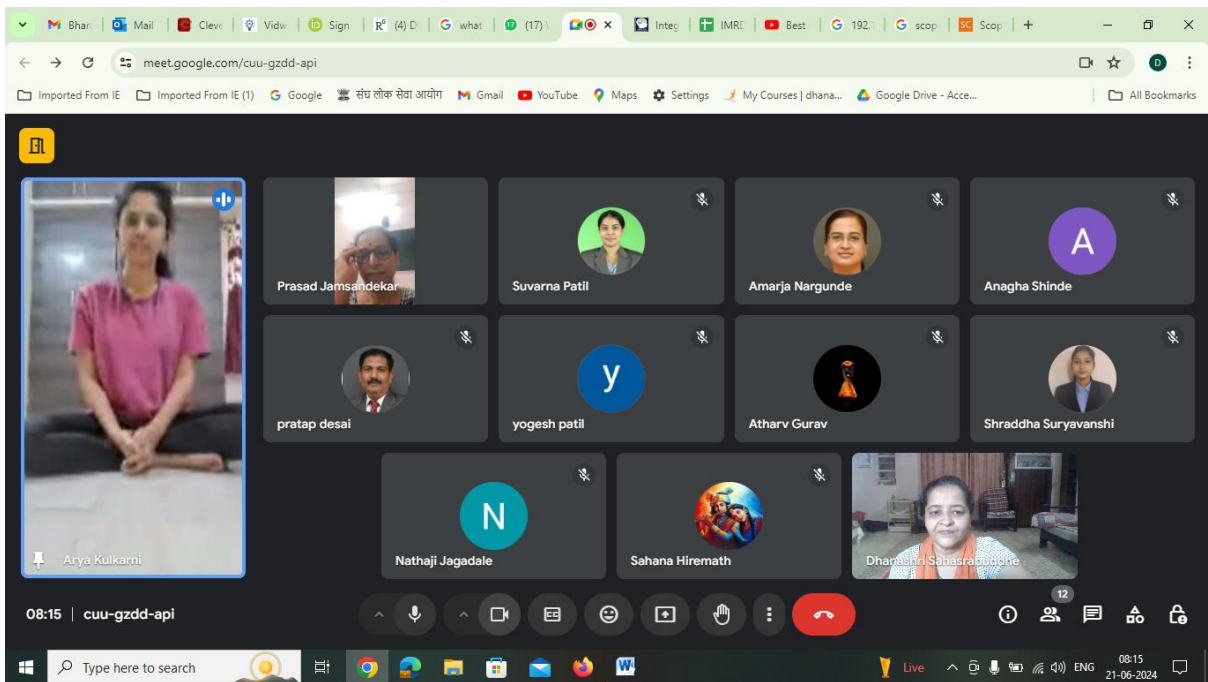 Bhar: Mail Cleve Vidw Sign (4) D what (17) \ Integ IMRD Best 192.1 scop Scop
meet.google.com/cuu-gzdd-api
Imported From IE Imported From IE (1) Google संघ लोक सेवा आयोग Gmail YouTube Maps Settings My Courses | dhana... Google Drive - Acce... All Bookmarks
Prasad Jamsandekar Suvarna Patil Amarja Nargunde A Anagha Shinde
pratap desai y yogesh patil Atharv Gurav Shraddha Suryavanshi
Arya Kulkarni N Nathaji Jagadale Sahana Hiremath Dhanashri Sahasrabuddhe
12
08:15 | cuu-gzdd-api
Type here to search Live ENG 08:15
21-06-2024